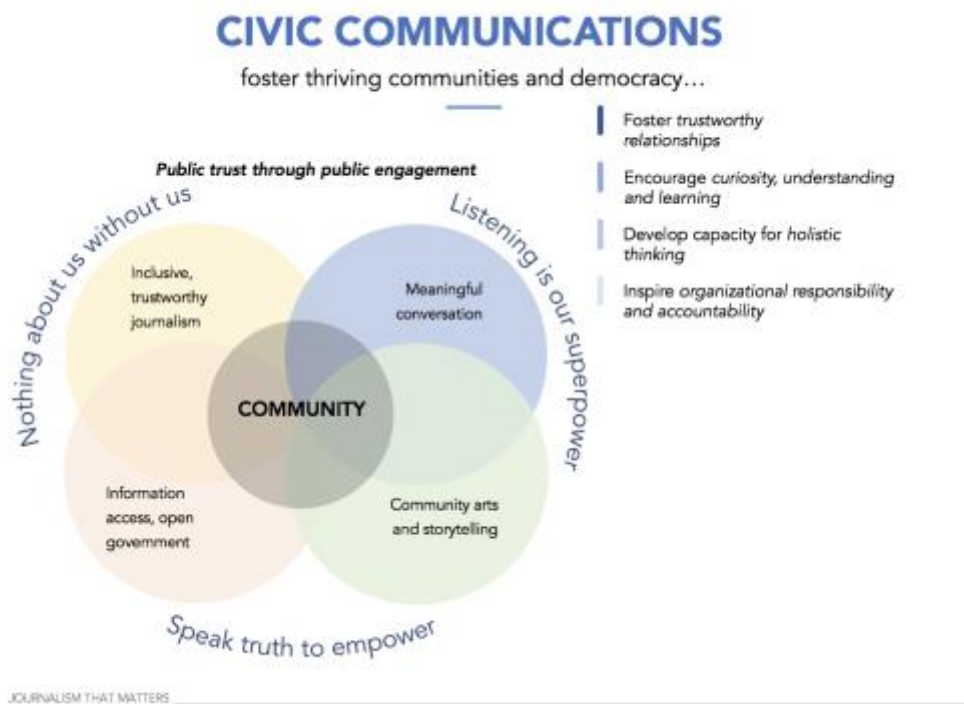 CIVIC COMMUNICATIONS
foster thriving communities and democracy...
Public trust through public engagement
Nothing about us without us
Listening is our superpower
Inclusive,
trustworthy
journalism
Meaningful
conversation
COMMUNITY
Information
access, open
government
Community arts
and storytelling
Speak truth to empower
Foster trustworthy
relationships
Encourage curiosity, understanding
and learning
Develop capacity for holistic
thinking
Inspire organizational responsibility
and accountability
JOURNALISM THAT MATTERS